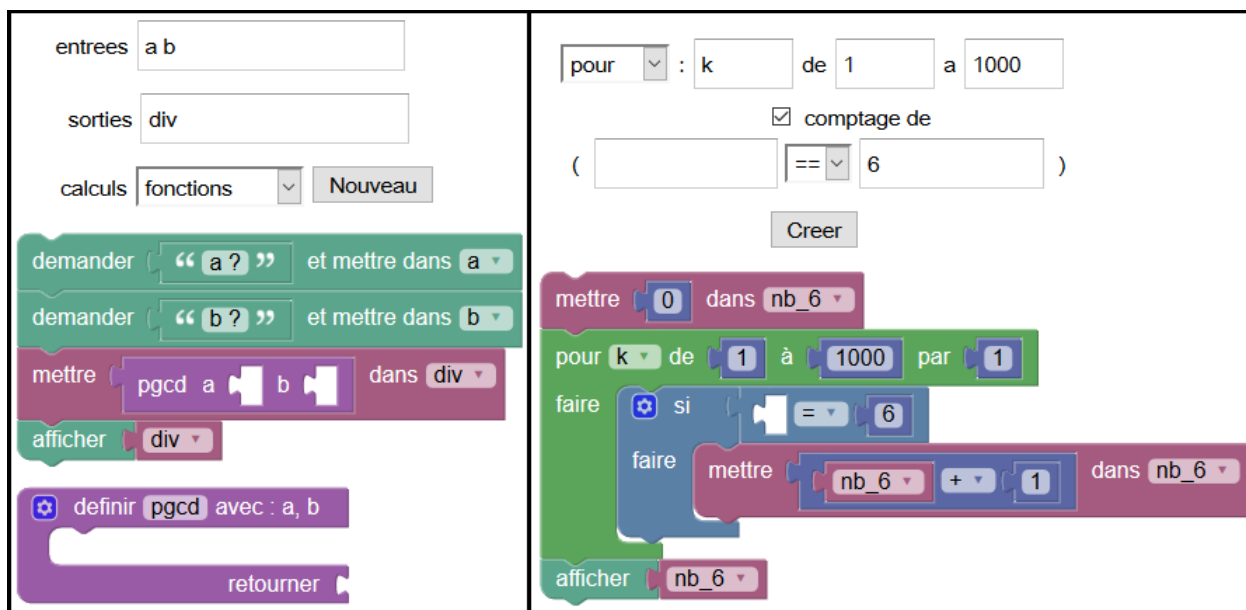 entrees a b
sorties div
calculs fonctions Nouveau
demander “ a ? ” et mettre dans a
demander “ b ? ” et mettre dans b
mettre pgcd a b dans div
afficher div
definir pgcd avec : a, b
retourner
pour : k de 1 a 1000
comptage de
( == 6 )
Creer
mettre 0 dans nb_6
pour k de 1 à 1000 par 1
faire si = 6
faire mettre nb_6 + 1 dans nb_6
afficher nb_6